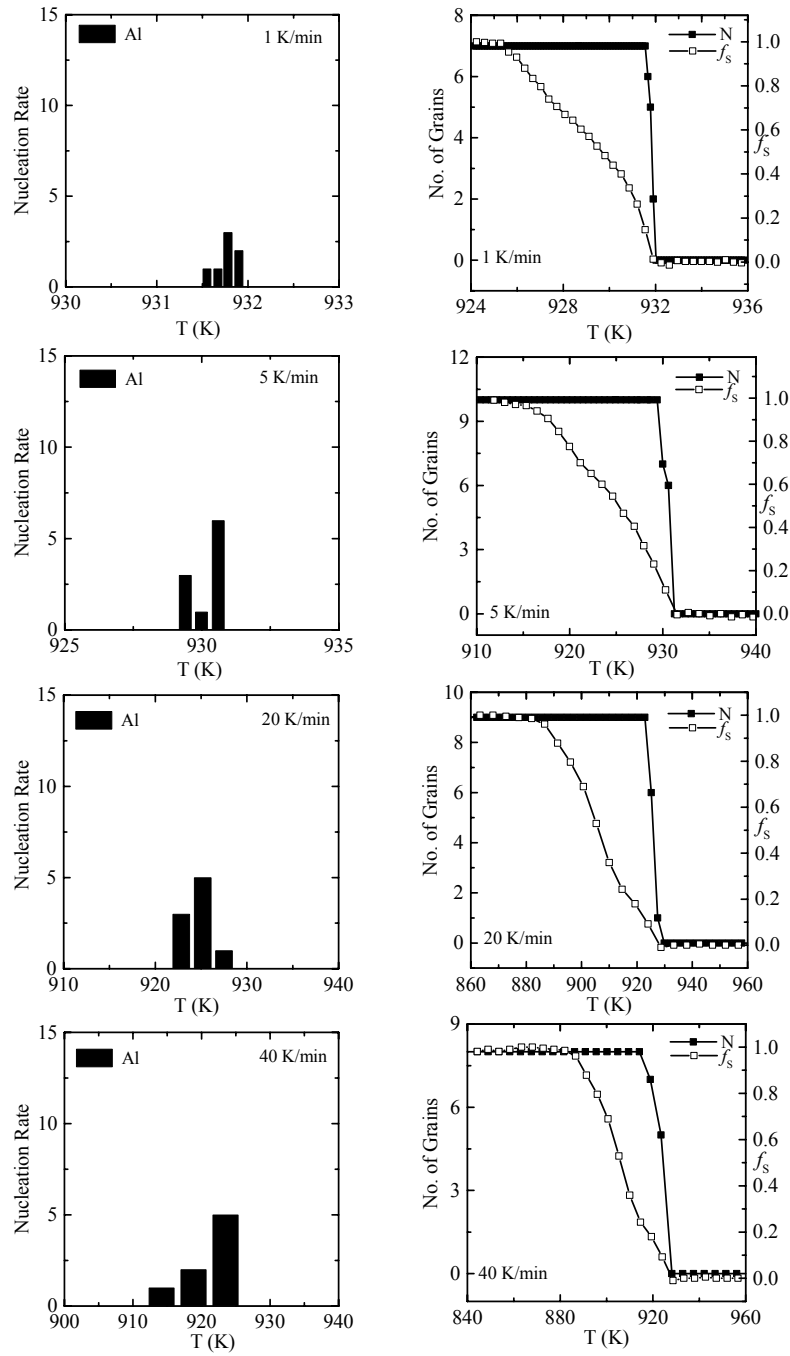 15
10
5
0
Nucleation Rate
Al
1 K/min
930 931 932 933
T (K)
8
6
4
2
0
No. of Grains
N
fS
1.0
0.8
0.6
0.4
0.2
0.0
fS
1 K/min
924 928 932 936
T (K)
15
10
5
0
Nucleation Rate
Al
5 K/min
925 930 935
T (K)
12
9
6
3
0
No. of Grains
N
fS
1.0
0.8
0.6
0.4
0.2
0.0
fS
5 K/min
910 920 930 940
T (K)
15
10
5
0
Nucleation Rate
Al
20 K/min
910 920 930 940
T (K)
9
8
6
4
2
1
0
No. of Grains
N
fS
1.0
0.8
0.6
0.4
0.2
0.0
fS
20 K/min
860 880 900 920 940 960
T (K)
15
10
5
0
Nucleation Rate
Al
40 K/min
900 910 920 930 940
T (K)
9
6
3
0
No. of Grains
N
fS
1.0
0.8
0.6
0.4
0.2
0.0
fS
40 K/min
840 880 920 960
T (K)